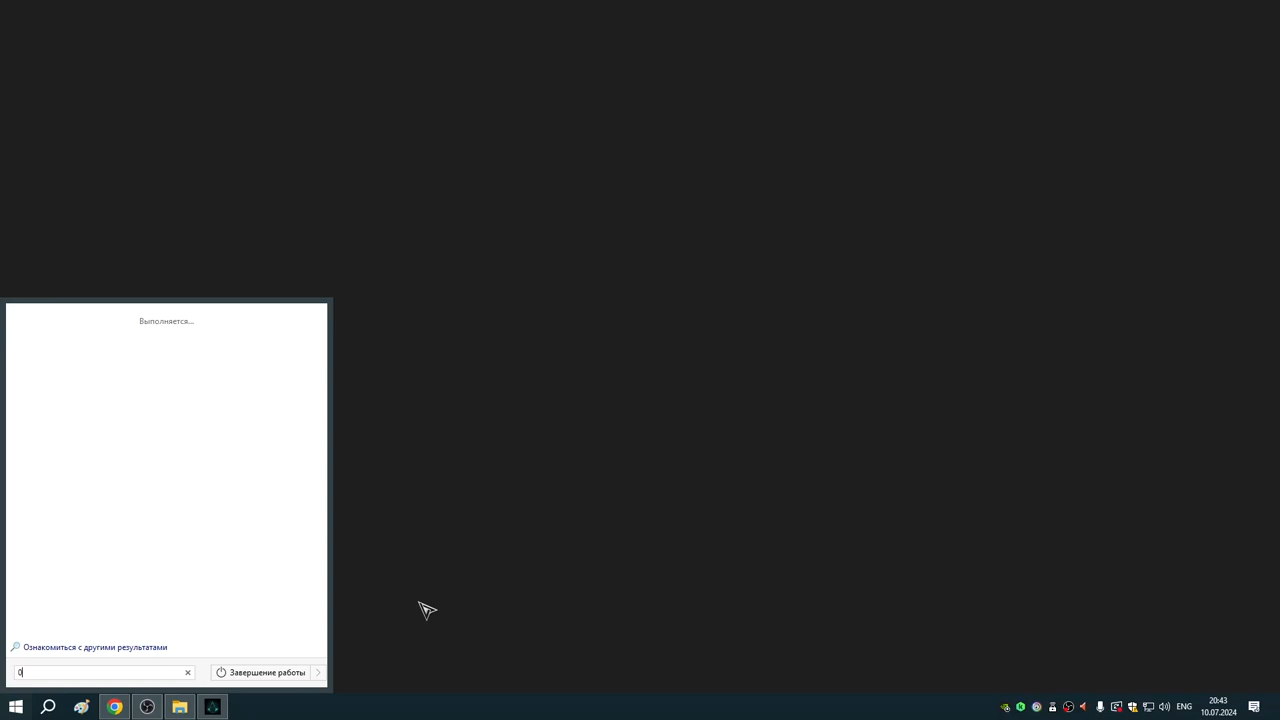 Выполняется...
Ознакомиться с другими результатами
0
Завершение работы
ENG
20:43
10.07.2024